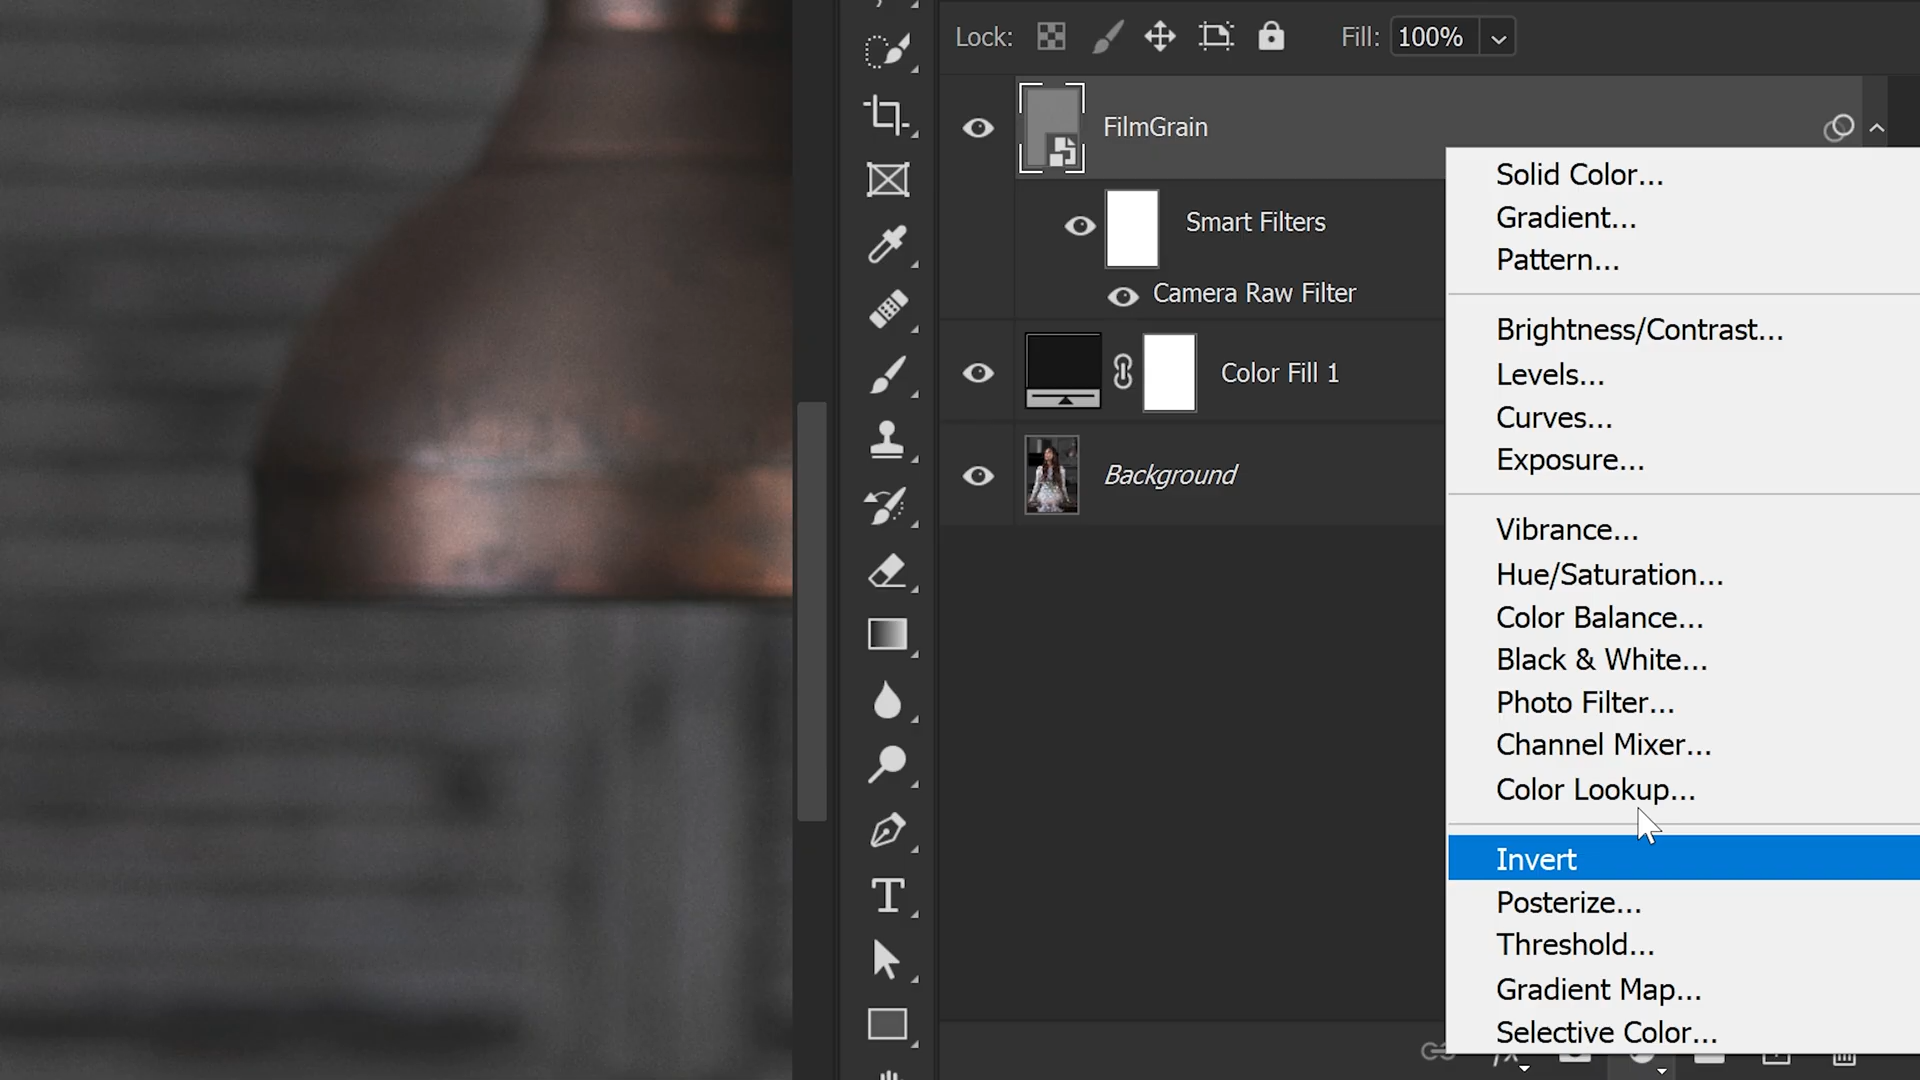 Lock:
Fill: 100%
FilmGrain
Smart Filters
Camera Raw Filter
Color Fill 1
Background
Solid Color...
Gradient...
Pattern...
Brightness/Contrast...
Levels...
Curves...
Exposure...
Vibrance...
Hue/Saturation...
Color Balance...
Black & White...
Photo Filter...
Channel Mixer...
Color Lookup...
Invert
Posterize...
Threshold...
Gradient Map...
Selective Color...